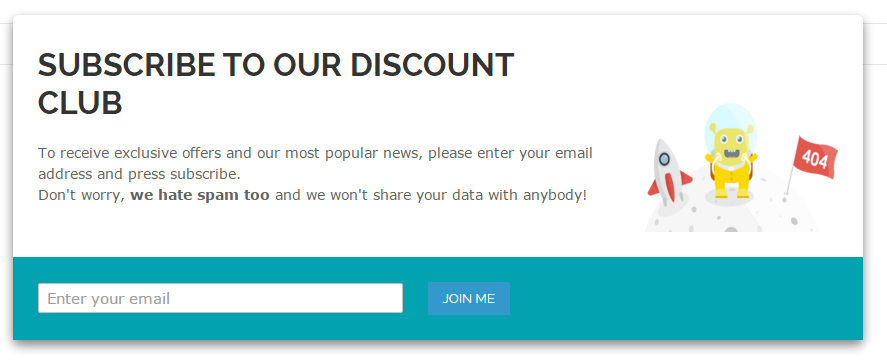 SUBSCRIBE TO OUR DISCOUNT
CLUB
To receive exclusive offers and our most popular news, please enter your email
address and press subscribe.
Don't worry, we hate spam too and we won't share your data with anybody!
404
Enter your email
JOIN ME